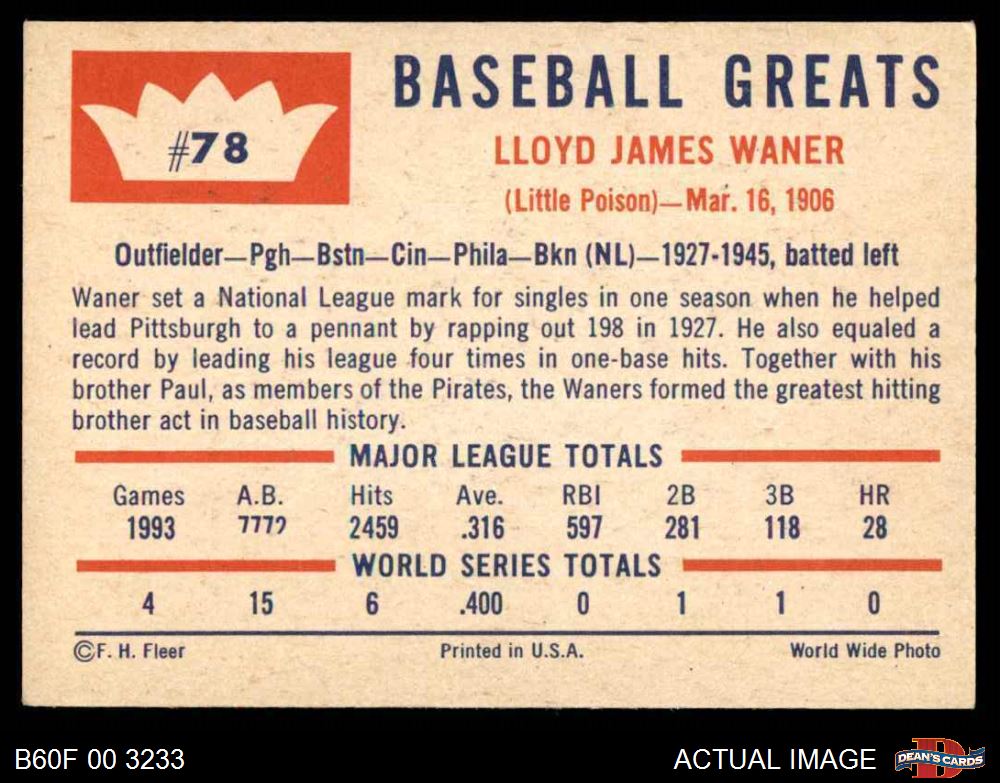 #78
BASEBALL GREATS
LLOYD JAMES WANER
(Little Poison)—Mar. 16, 1906
Outfielder—Pgh—Bstn—Cin—Phila—Bkn (NL)—1927-1945, batted left
Waner set a National League mark for singles in one season when he helped
lead Pittsburgh to a pennant by rapping out 198 in 1927. He also equaled a
record by leading his league four times in one-base hits. Together with his
brother Paul, as members of the Pirates, the Waners formed the greatest hitting
brother act in baseball history.
MAJOR LEAGUE TOTALS
Games A.B. Hits Ave. RBI 2B 3B HR
1993 7772 2459 .316 597 281 118 28
WORLD SERIES TOTALS
4 15 6 .400 0 1 1 0
©F. H. Fleer Printed in U.S.A. World Wide Photo
B60F 00 3233 ACTUAL IMAGE DEAN'S CARDS